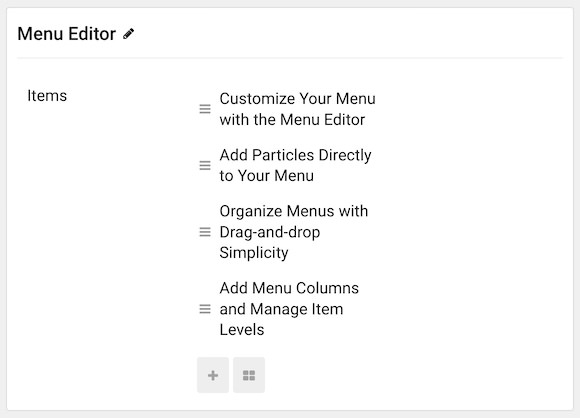 Menu Editor
Items
Customize Your Menu
with the Menu Editor
Add Particles Directly
to Your Menu
Organize Menus with
Drag-and-drop
Simplicity
Add Menu Columns
and Manage Item
Levels